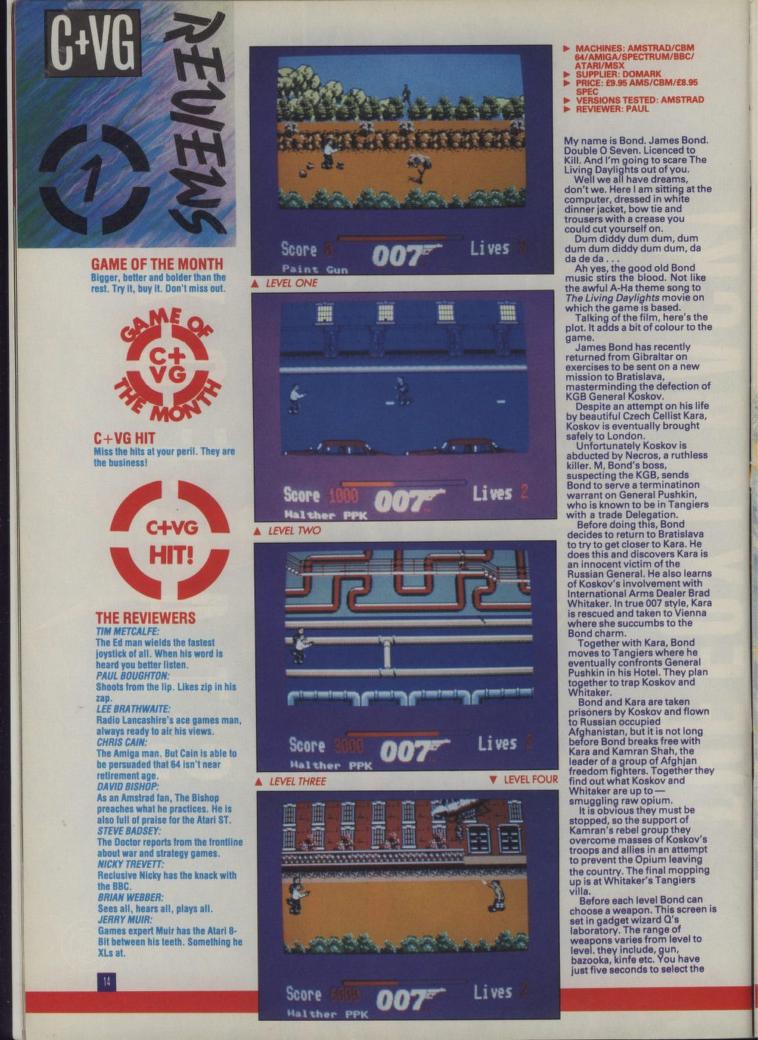 C+VG
REVIEWS
1
GAME OF THE MONTH
Bigger, better and bolder than the
rest. Try it, buy it. Don't miss out.
GAME OF
C+
VG
THE MONTH
C+VG HIT
Miss the hits at your peril. They are
the business!
C+VG
HIT!
THE REVIEWERS
TIM METCALFE:
The Ed man wields the fastest
joystick of all. When his word is
heard you better listen.
PAUL BOUGHTON:
Shoots from the lip. Likes zip in his
zap.
LEE BRATHWAITE:
Radio Lancashire's ace games man,
always ready to air his views.
CHRIS CAIN:
The Amiga man. But Cain is able to
be persuaded that 64 isn't near
retirement age.
DAVID BISHOP:
As an Amstrad fan, The Bishop
preaches what he practices. He is
also full of praise for the Atari ST.
STEVE BADSEY:
The Doctor reports from the frontline
about war and strategy games.
NICKY TREVETT:
Reclusive Nicky has the knack with
the BBC.
BRIAN WEBBER:
Sees all, hears all, plays all.
JERRY MUIR:
Games expert Muir has the Atari 8-
Bit between his teeth. Something he
XLs at.
14
Score 007 Lives
Paint Gun
▲ LEVEL ONE
Score 1000 007 Lives 2
Walther PPK
▲ LEVEL TWO
Score 3000 007 Lives
Walther PPK
▲ LEVEL THREE
▼ LEVEL FOUR
Score 007 Lives
Walther PPK
► MACHINES: AMSTRAD/CBM
64/AMIGA/SPECTRUM/BBC/
ATARI/MSX
► SUPPLIER: DOMARK
► PRICE: £9.95 AMS/CBM/£8.95
SPEC
► VERSIONS TESTED: AMSTRAD
► REVIEWER: PAUL
My name is Bond. James Bond.
Double O Seven. Licenced to
Kill. And I'm going to scare The
Living Daylights out of you.
Well we all have dreams,
don't we. Here I am sitting at the
computer, dressed in white
dinner jacket, bow tie and
trousers with a crease you
could cut yourself on.
Dum diddy dum dum, dum
dum dum diddy dum dum, da
da de da . . .
Ah yes, the good old Bond
music stirs the blood. Not like
the awful A-Ha theme song to
The Living Daylights movie on
which the game is based.
Talking of the film, here's the
plot. It adds a bit of colour to the
game.
James Bond has recently
returned from Gibraltar on
exercises to be sent on a new
mission to Bratislava,
masterminding the defection of
KGB General Koskov.
Despite an attempt on his life
by beautiful Czech Cellist Kara,
Koskov is eventually brought
safely to London.
Unfortunately Koskov is
abducted by Necros, a ruthless
killer. M, Bond's boss,
suspecting the KGB, sends
Bond to serve a terminatinon
warrant on General Pushkin,
who is known to be in Tangiers
with a trade Delegation.
Before doing this, Bond
decides to return to Bratislava
to try to get closer to Kara. He
does this and discovers Kara is
an innocent victim of the
Russian General. He also learns
of Koskov's involvement with
International Arms Dealer Brad
Whitaker. In true 007 style, Kara
is rescued and taken to Vienna
where she succumbs to the
Bond charm.
Together with Kara, Bond
moves to Tangiers where he
eventually confronts General
Pushkin in his Hotel. They plan
together to trap Koskov and
Whitaker.
Bond and Kara are taken
prisoners by Koskov and flown
to Russian occupied
Afghanistan, but it is not long
before Bond breaks free with
Kara and Kamran Shah, the
leader of a group of Afghjan
freedom fighters. Together they
find out what Koskov and
Whitaker are up to —
smuggling raw opium.
It is obvious they must be
stopped, so the support of
Kamran's rebel group they
overcome masses of Koskov's
troops and allies in an attempt
to prevent the Opium leaving
the country. The final mopping
up is at Whitaker's Tangiers
villa.
Before each level Bond can
choose a weapon. This screen is
set in gadget wizard Q's
laboratory. The range of
weapons varies from level to
level. they include, gun,
bazooka, kinfe etc. You have
just five seconds to select the